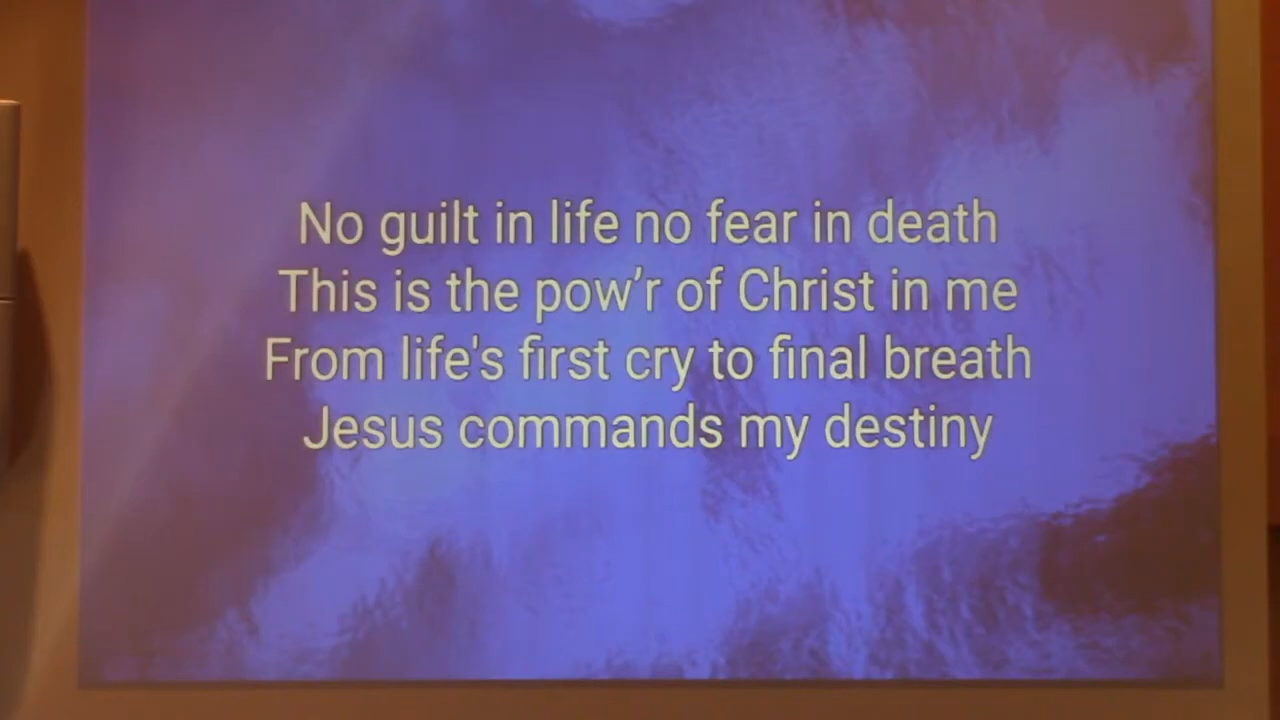 No guilt in life no fear in death
This is the pow’r of Christ in me
From life's first cry to final breath
Jesus commands my destiny